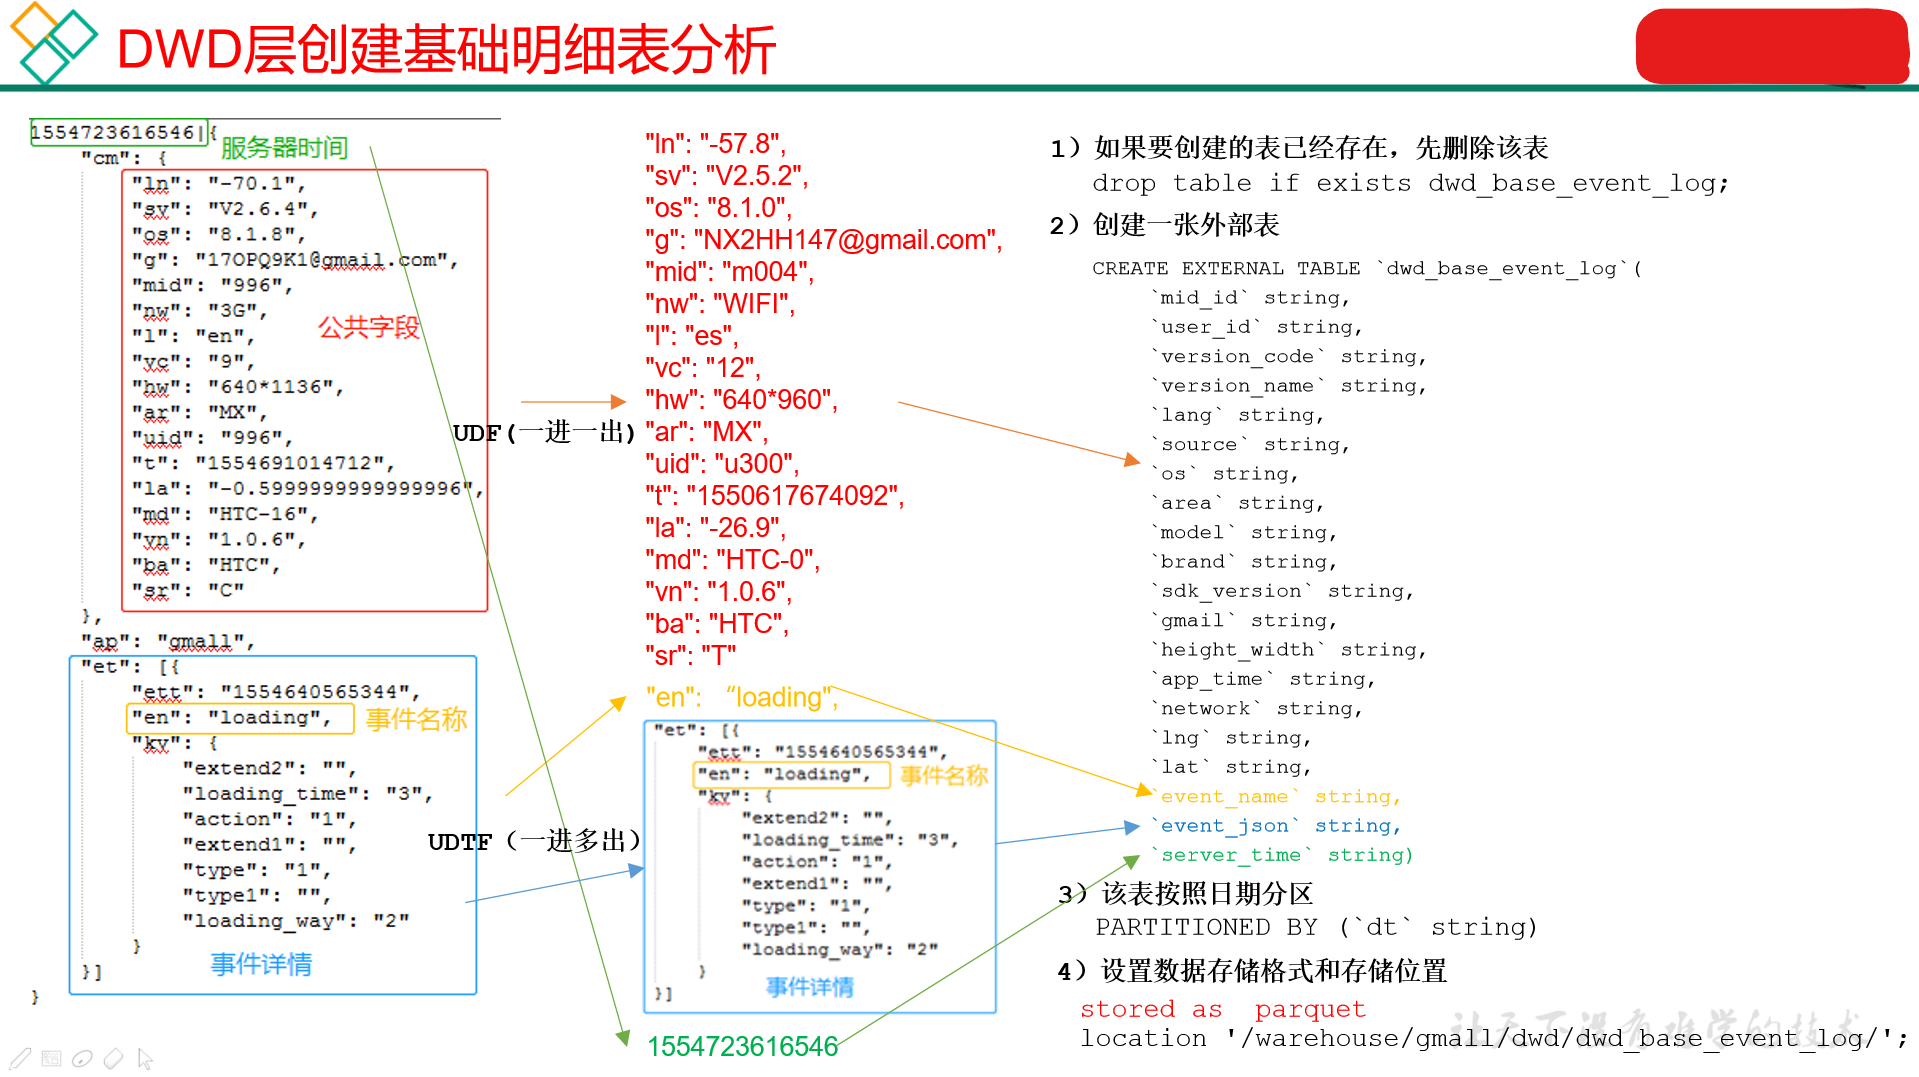 DWD层创建基础明细表分析
1554723616546|{
服务器时间
"cm": {
"ln": "-70.1",
"sv": "V2.6.4",
"os": "8.1.8",
"g": "17OPQ9K1@gmail.com",
"mid": "996",
"nw": "3G",
"l": "en",
公共字段
"vc": "9",
"hw": "640*1136",
"ar": "MX",
"uid": "996",
"t": "1554691014712",
"la": "-0.5999999999999996",
"md": "HTC-16",
"vn": "1.0.6",
"ba": "HTC",
"sr": "C"
},
"ap": "gmall",
"et": [{
"ett": "1554640565344",
"en": "loading",
事件名称
"kv": {
"extend2": "",
"loading_time": "3",
"action": "1",
"extend1": "",
"type": "1",
"type1": "",
"loading_way": "2"
}
事件详情
}]
}
UDF(一进一出)
UDTF（一进多出）
"ln": "-57.8",
"sv": "V2.5.2",
"os": "8.1.0",
"g": "NX2HH147@gmail.com",
"mid": "m004",
"nw": "WIFI",
"l": "es",
"vc": "12",
"hw": "640*960",
"ar": "MX",
"uid": "u300",
"t": "1550617674092",
"la": "-26.9",
"md": "HTC-0",
"vn": "1.0.6",
"ba": "HTC",
"sr": "T"
"en": “loading",
"et": [{
"ett": "1554640565344",
"en": "loading",
事件名称
"kv": {
"extend2": "",
"loading_time": "3",
"action": "1",
"extend1": "",
"type": "1",
"type1": "",
"loading_way": "2"
}
事件详情
}]
1554723616546
1）如果要创建的表已经存在，先删除该表
drop table if exists dwd_base_event_log;
2）创建一张外部表
CREATE EXTERNAL TABLE `dwd_base_event_log`(
`mid_id` string,
`user_id` string,
`version_code` string,
`version_name` string,
`lang` string,
`source` string,
`os` string,
`area` string,
`model` string,
`brand` string,
`sdk_version` string,
`gmail` string,
`height_width` string,
`app_time` string,
`network` string,
`lng` string,
`lat` string,
`event_name` string,
`event_json` string,
`server_time` string)
3）该表按照日期分区
PARTITIONED BY (`dt` string)
4）设置数据存储格式和存储位置
stored as parquet
location '/warehouse/gmall/dwd/dwd_base_event_log/';
让天下没有难学的技术